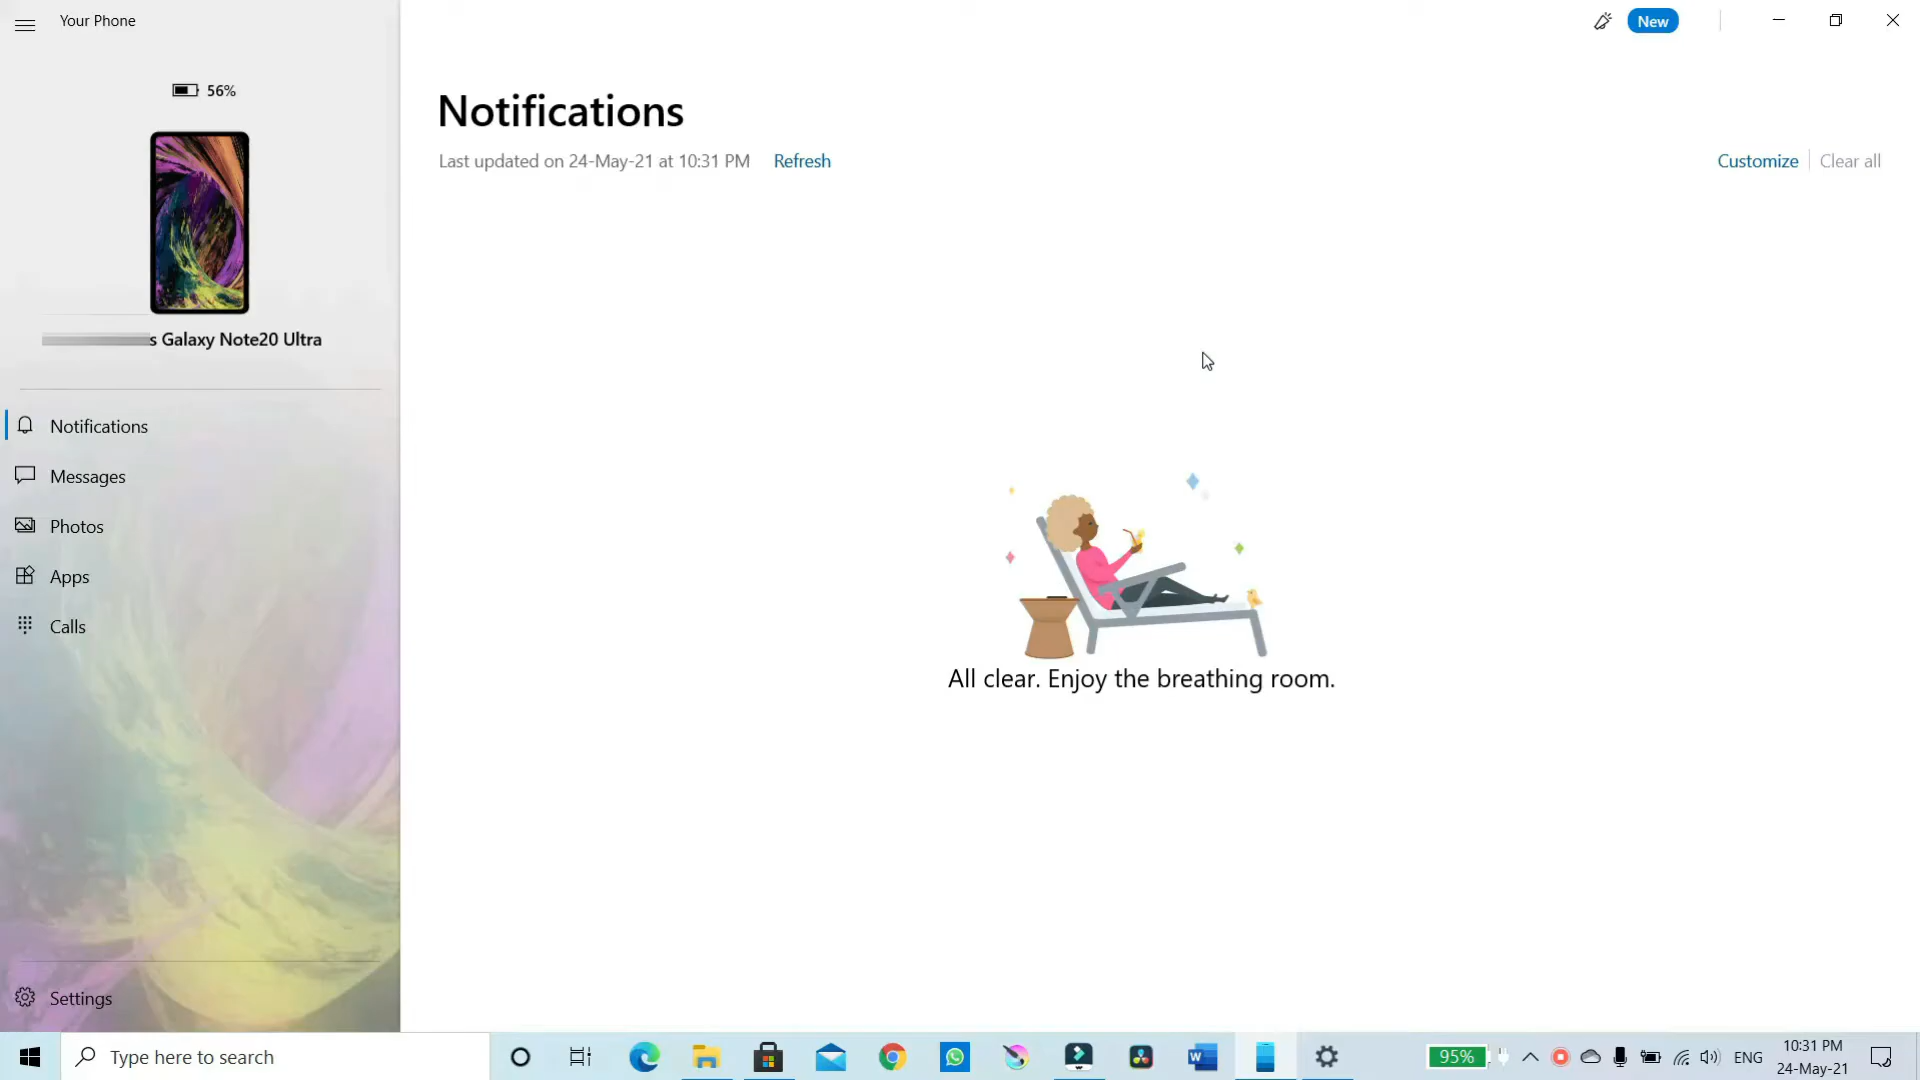 Your Phone
New
56%
s Galaxy Note20 Ultra
Notifications
Messages
Photos
Apps
Calls
Settings
Notifications
Last updated on 24-May-21 at 10:31 PM
Refresh
Customize
Clear all
All clear. Enjoy the breathing room.
Type here to search
W
95%
ENG
10:31 PM
24-May-21